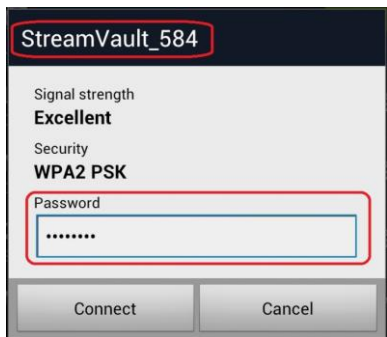 StreamVault_584
Signal strength
Excellent
Security
WPA2 PSK
Password
••••••••
Connect Cancel